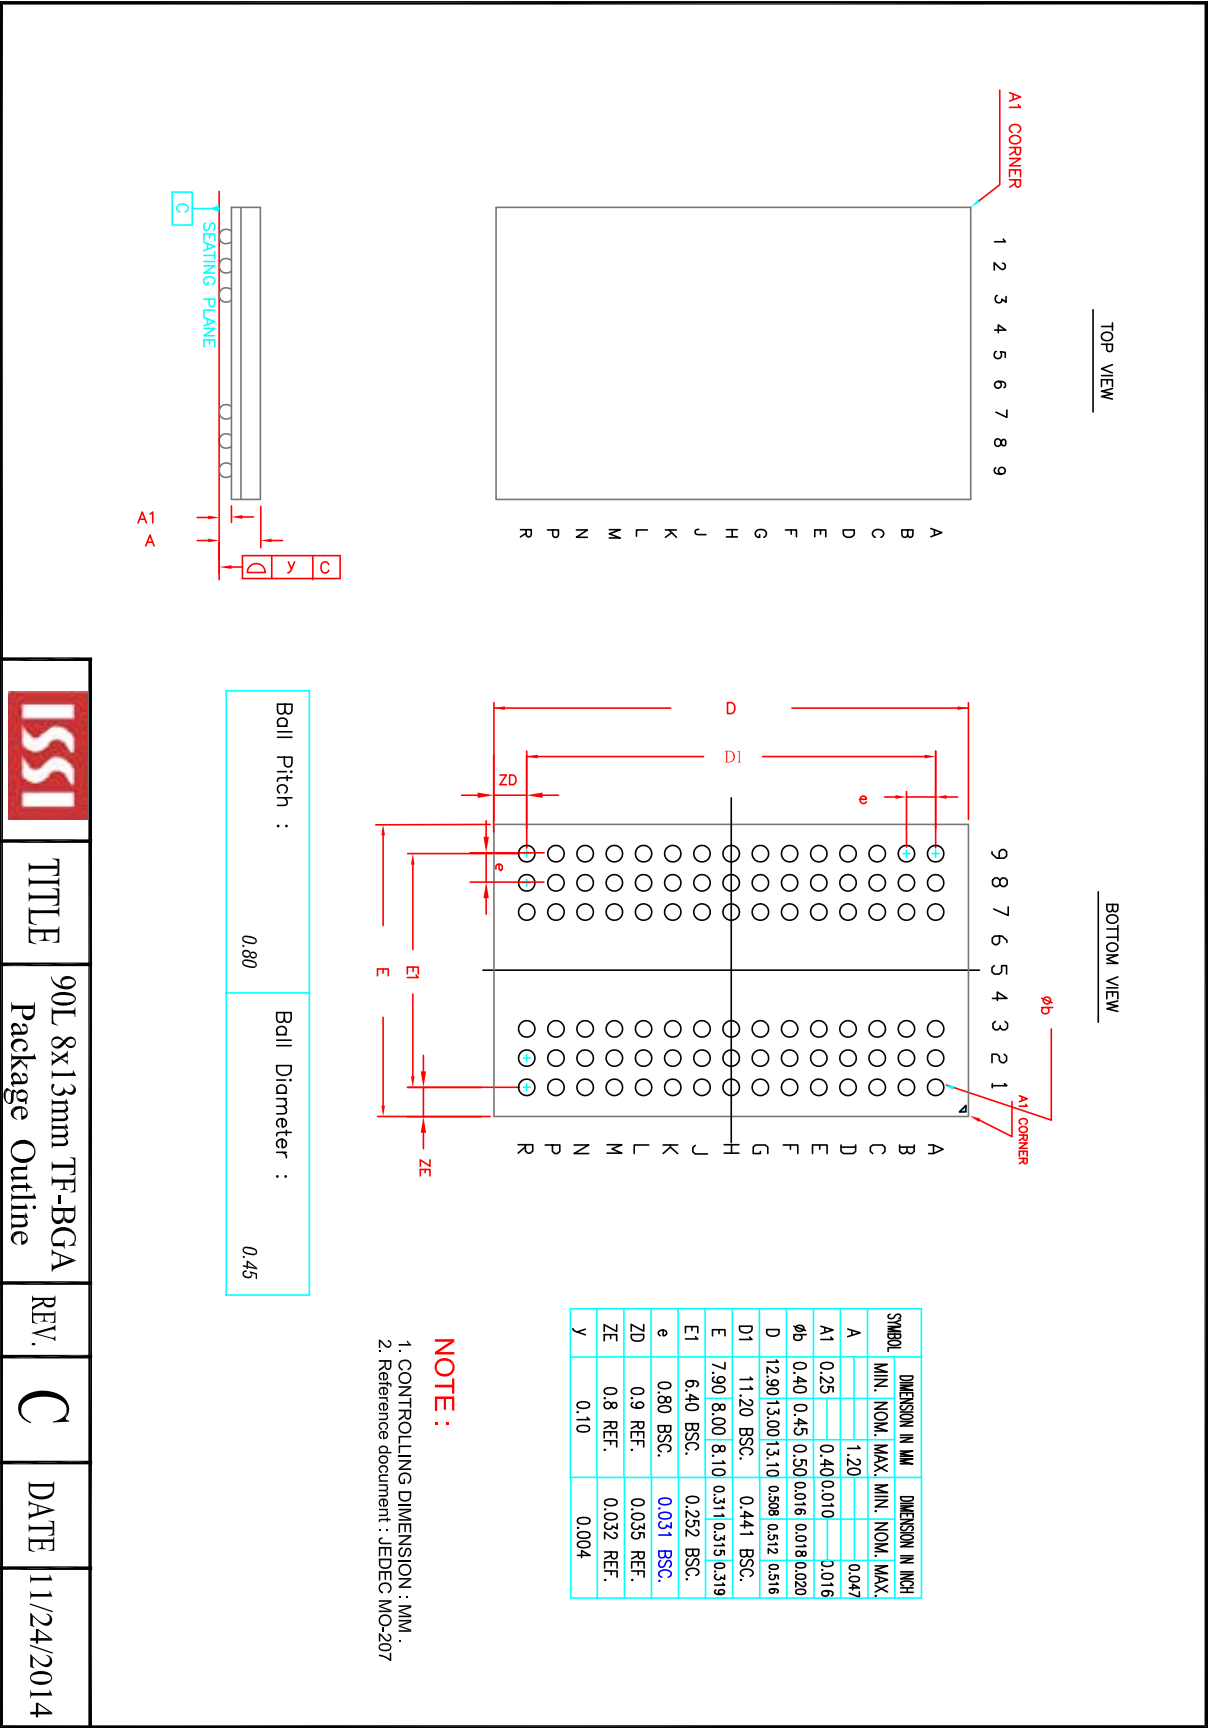 TOP VIEW
A1 CORNER
1 2 3 4 5 6 7 8 9
A
B
C
D
E
F
G
H
J
K
L
M
N
P
R
C
SEATING PLANE
A1
A
y C
BOTTOM VIEW
9 8 7 6 5 4 3 2 1
Øb
A1 CORNER
A
B
C
D
E
F
G
H
J
K
L
M
N
P
R
D
D1
ZD
e
e
E1
E
ZE
SYMBOL DIMENSION IN MM DIMENSION IN INCH
MIN. NOM. MAX. MIN. NOM. MAX.
A 1.20 0.047
A1 0.25 0.40 0.010 0.016
Øb 0.40 0.45 0.50 0.016 0.018 0.020
D 12.90 13.00 13.10 0.508 0.512 0.516
D1 11.20 BSC. 0.441 BSC.
E 7.90 8.00 8.10 0.311 0.315 0.319
E1 6.40 BSC. 0.252 BSC.
e 0.80 BSC. 0.031 BSC.
ZD 0.9 REF. 0.035 REF.
ZE 0.8 REF. 0.032 REF.
y 0.10 0.004
NOTE :
1. CONTROLLING DIMENSION : MM .
2. Reference document : JEDEC MO-207
Ball Pitch : 0.80
Ball Diameter : 0.45
ISSI
TITLE
90L 8x13mm TF-BGA
Package Outline
REV.
C
DATE
11/24/2014